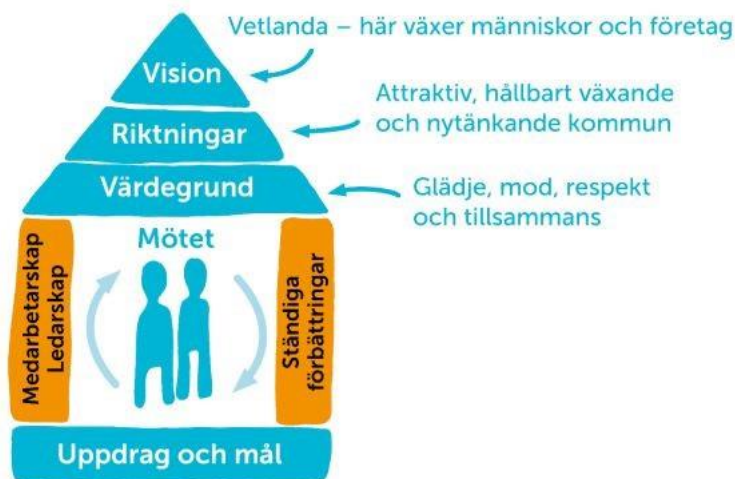 Vetlanda – här växer människor och företag
Vision
Attraktiv, hållbart växande
och nytänkande kommun
Riktningar
Värdegrund
Glädje, mod, respekt
och tillsammans
Mötet
Medarbetarskap
Ledarskap
Ständiga
förbättringar
Uppdrag och mål